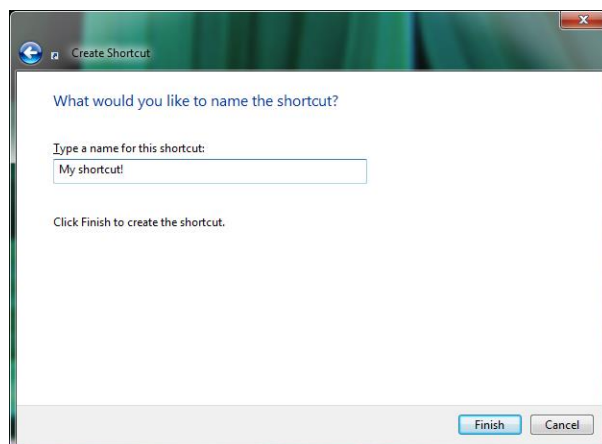 Create Shortcut
What would you like to name the shortcut?
Type a name for this shortcut:
My shortcut!
Click Finish to create the shortcut.
Finish Cancel